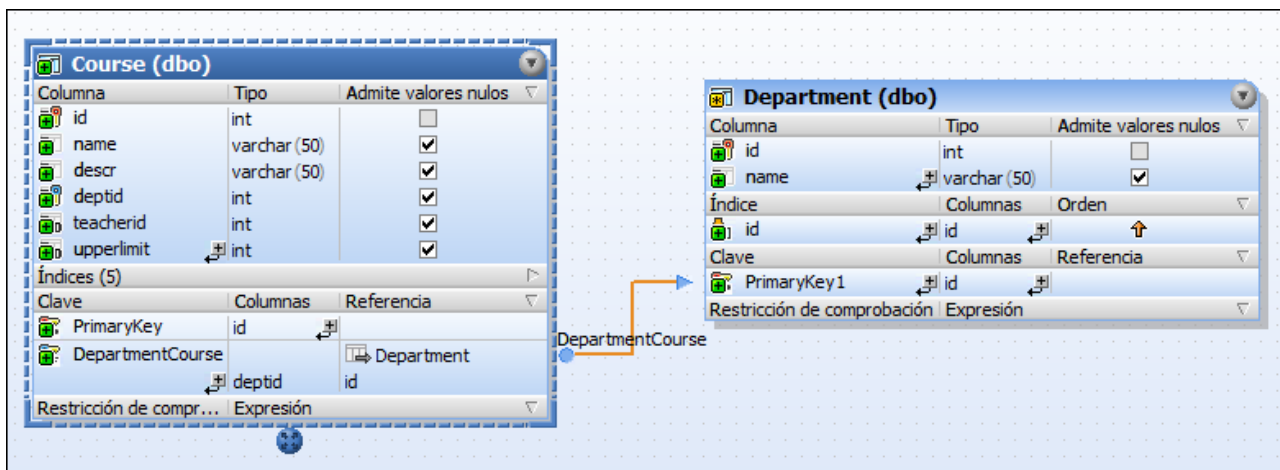 Course (dbo)
Columna Tipo Admite valores nulos
id int
name varchar (50)
descr varchar (50)
deptid int
teacherid int
upperlimit int
Índices (5)
Clave Columnas Referencia
PrimaryKey id
DepartmentCourse Department
deptid id
Restricción de compr... Expresión
DepartmentCourse
Department (dbo)
Columna Tipo Admite valores nulos
id int
name varchar (50)
Índice Columnas Orden
id id
Clave Columnas Referencia
PrimaryKey1 id
Restricción de comprobación Expresión